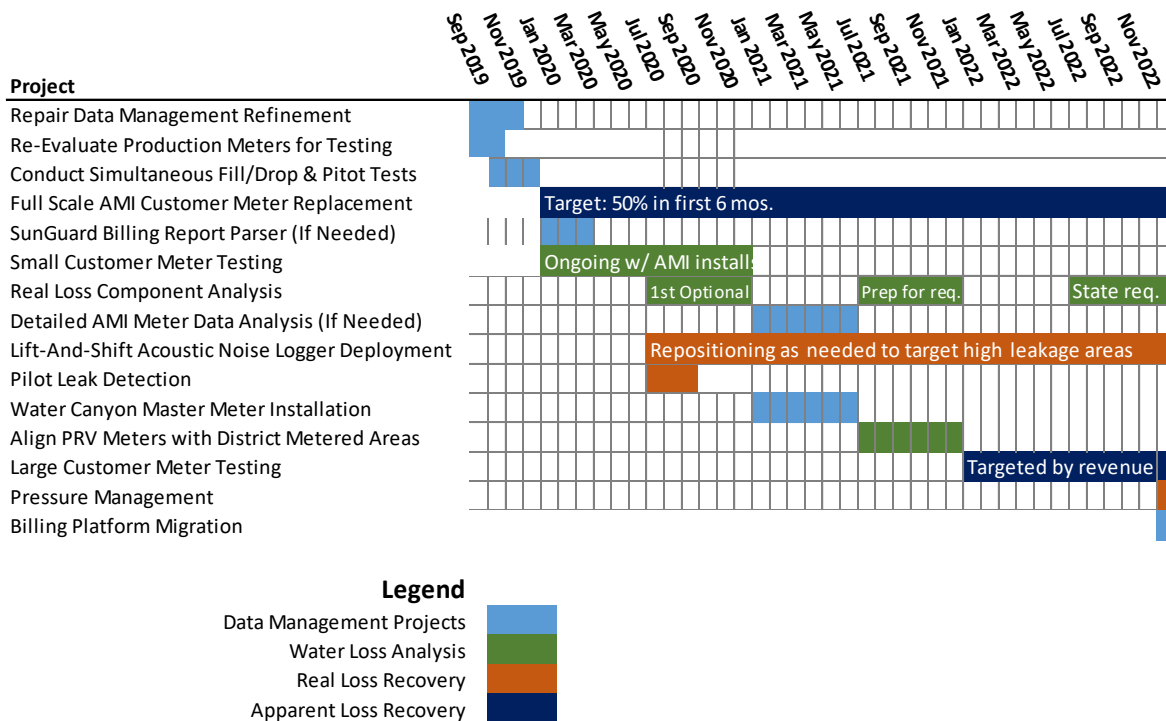 Sep 2019
Nov 2019
Jan 2020
Mar 2020
May 2020
Jul 2020
Sep 2020
Nov 2020
Jan 2021
Mar 2021
May 2021
Jul 2021
Sep 2021
Nov 2021
Jan 2022
Mar 2022
May 2022
Jul 2022
Sep 2022
Nov 2022
Project
Repair Data Management Refinement
Re-Evaluate Production Meters for Testing
Conduct Simultaneous Fill/Drop & Pitot Tests
Full Scale AMI Customer Meter Replacement Target: 50% in first 6 mos.
SunGuard Billing Report Parser (If Needed)
Small Customer Meter Testing Ongoing w/ AMI installs
Real Loss Component Analysis 1st Optional Prep for req. State req.
Detailed AMI Meter Data Analysis (If Needed)
Lift-And-Shift Acoustic Noise Logger Deployment Repositioning as needed to target high leakage areas
Pilot Leak Detection
Water Canyon Master Meter Installation
Align PRV Meters with District Metered Areas
Large Customer Meter Testing Targeted by revenue
Pressure Management
Billing Platform Migration
Legend
Data Management Projects
Water Loss Analysis
Real Loss Recovery
Apparent Loss Recovery